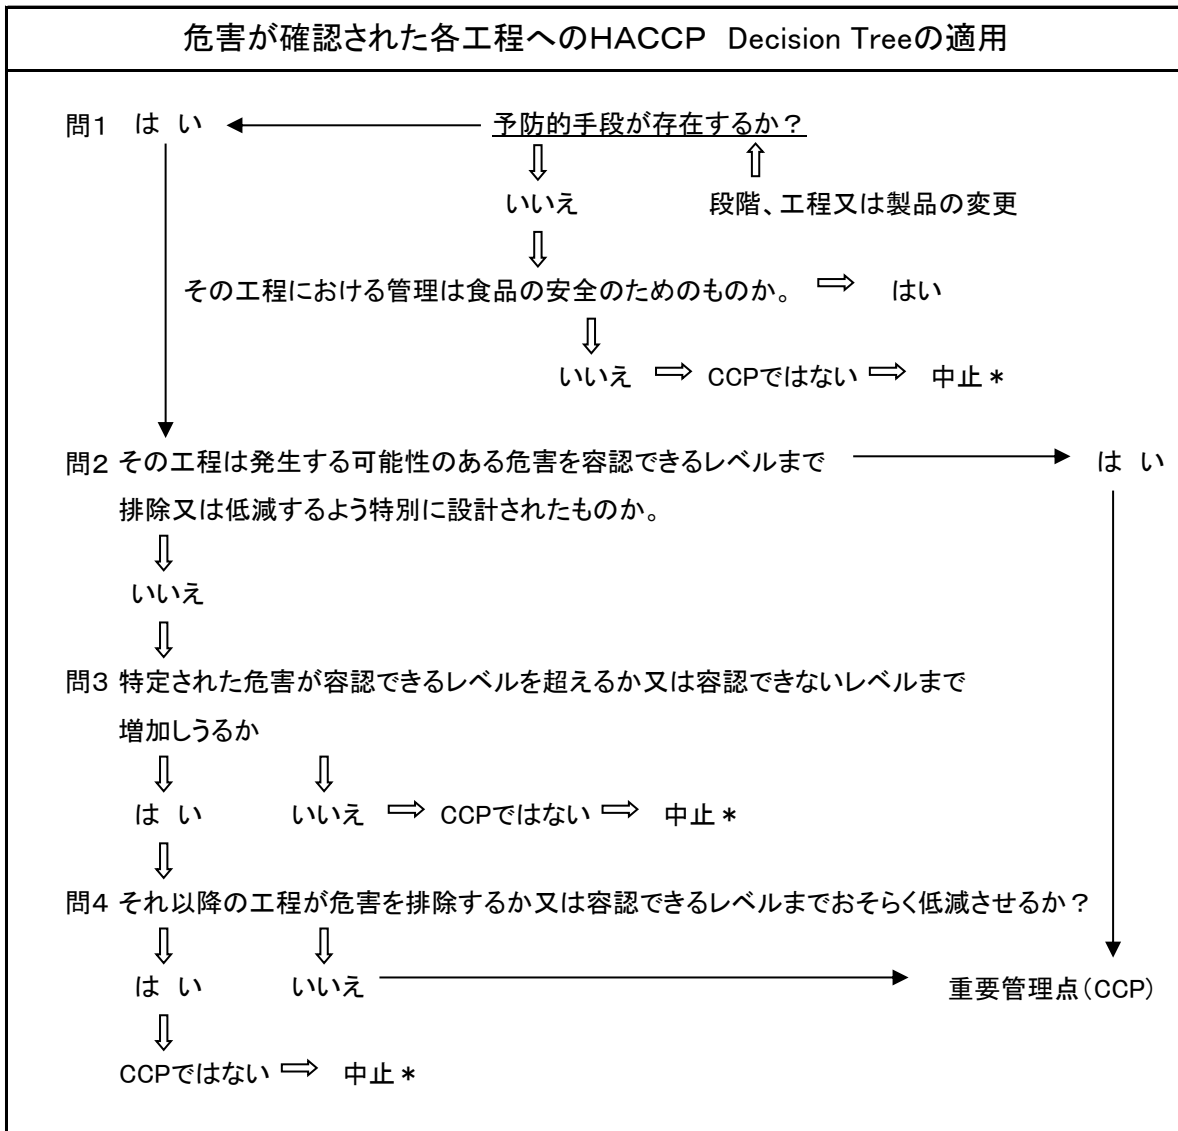 危害が確認された各工程へのHACCP Decision Treeの適用
問1 は い 予防的手段が存在するか？
いいえ 段階、工程又は製品の変更
その工程における管理は食品の安全のためのものか。 はい
いいえ CCPではない 中止＊
問2 その工程は発生する可能性のある危害を容認できるレベルまで は い
排除又は低減するよう特別に設計されたものか。
いいえ
問3 特定された危害が容認できるレベルを超えるか又は容認できないレベルまで
増加しうるか
は い いいえ CCPではない 中止＊
問4 それ以降の工程が危害を排除するか又は容認できるレベルまでおそらく低減させるか？
は い いいえ 重要管理点（CCP）
CCPではない 中止＊